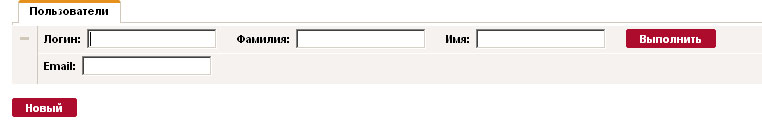 Пользователи
Логин: Фамилия: Имя: Выполнить
Email:
Новый